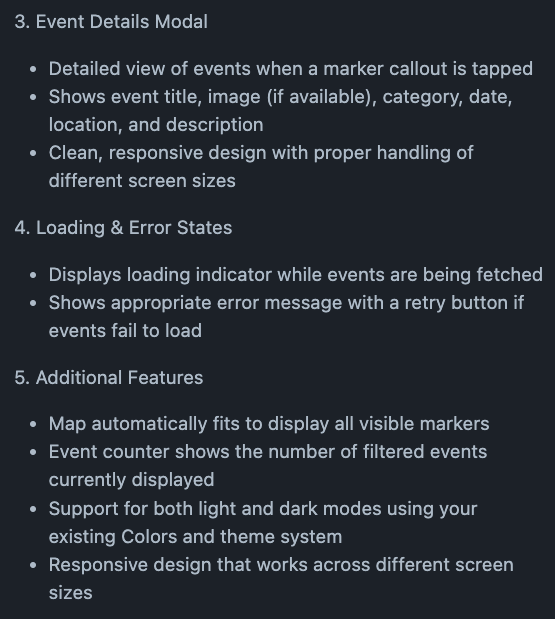 3. Event Details Modal
• Detailed view of events when a marker callout is tapped
• Shows event title, image (if available), category, date,
location, and description
• Clean, responsive design with proper handling of
different screen sizes
4. Loading & Error States
• Displays loading indicator while events are being fetched
• Shows appropriate error message with a retry button if
events fail to load
5. Additional Features
• Map automatically fits to display all visible markers
• Event counter shows the number of filtered events
currently displayed
• Support for both light and dark modes using your
existing Colors and theme system
• Responsive design that works across different screen
sizes